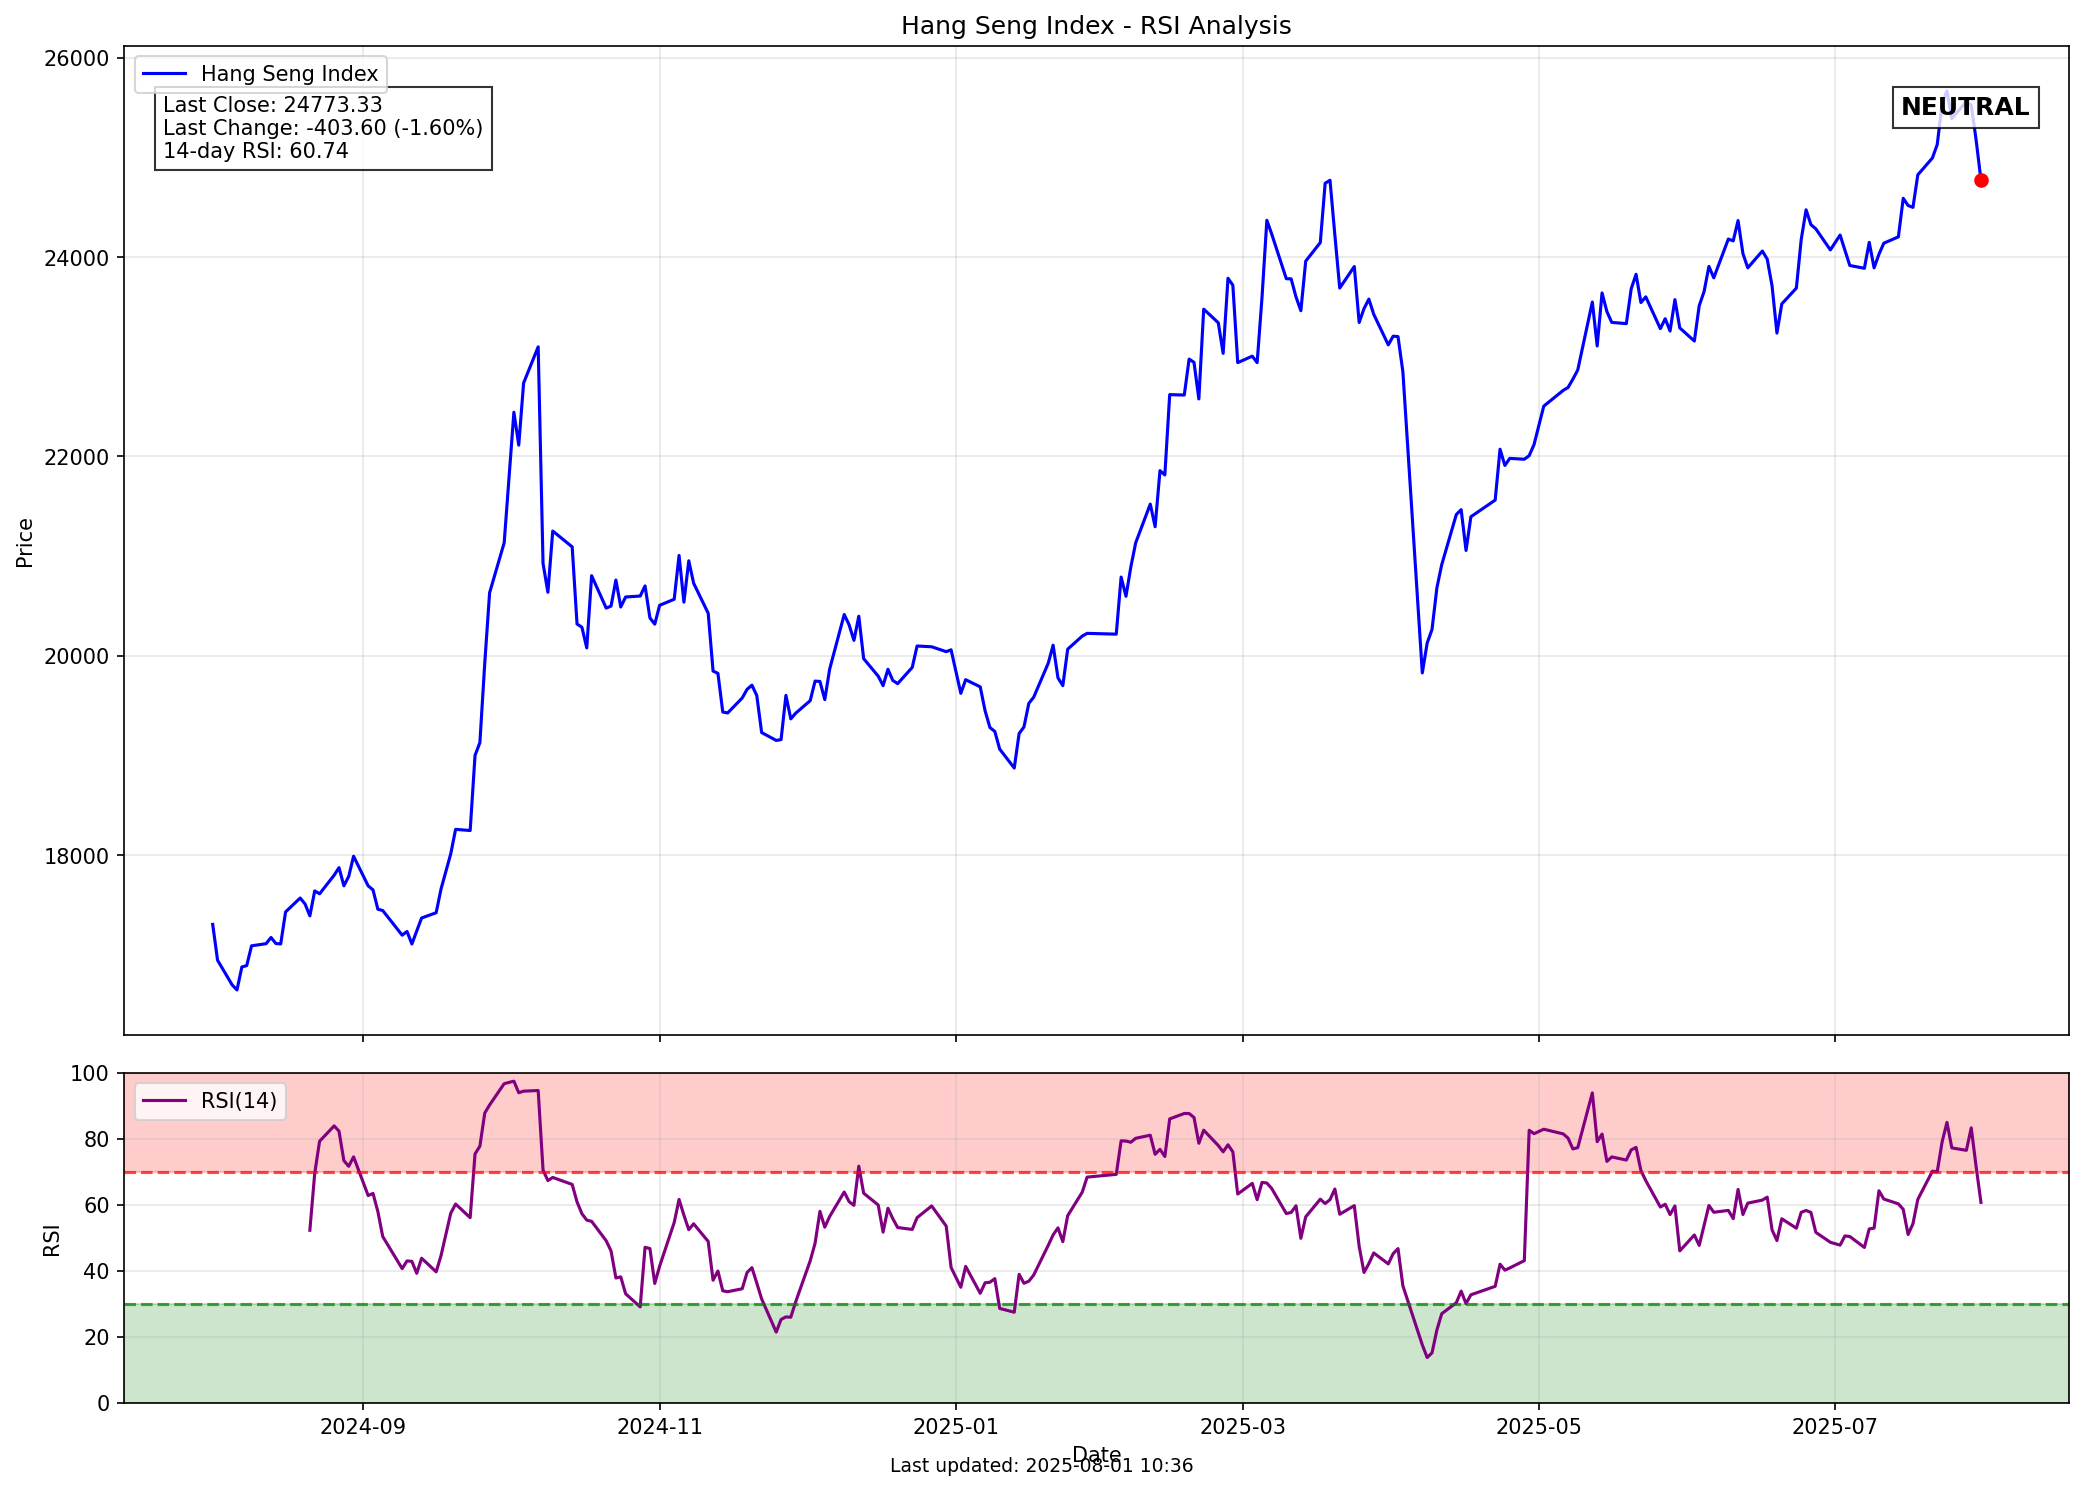 Hang Seng Index - RSI Analysis
26000
Hang Seng Index
Last Close: 24773.33
Last Change: -403.60 (-1.60%)
14-day RSI: 60.74
NEUTRAL
24000
22000
Price
20000
18000
100
RSI(14)
80
60
RSI
40
20
0
2024-09
2024-11
2025-01
2025-03
2025-05
2025-07
Date
Last updated: 2025-08-01 10:36